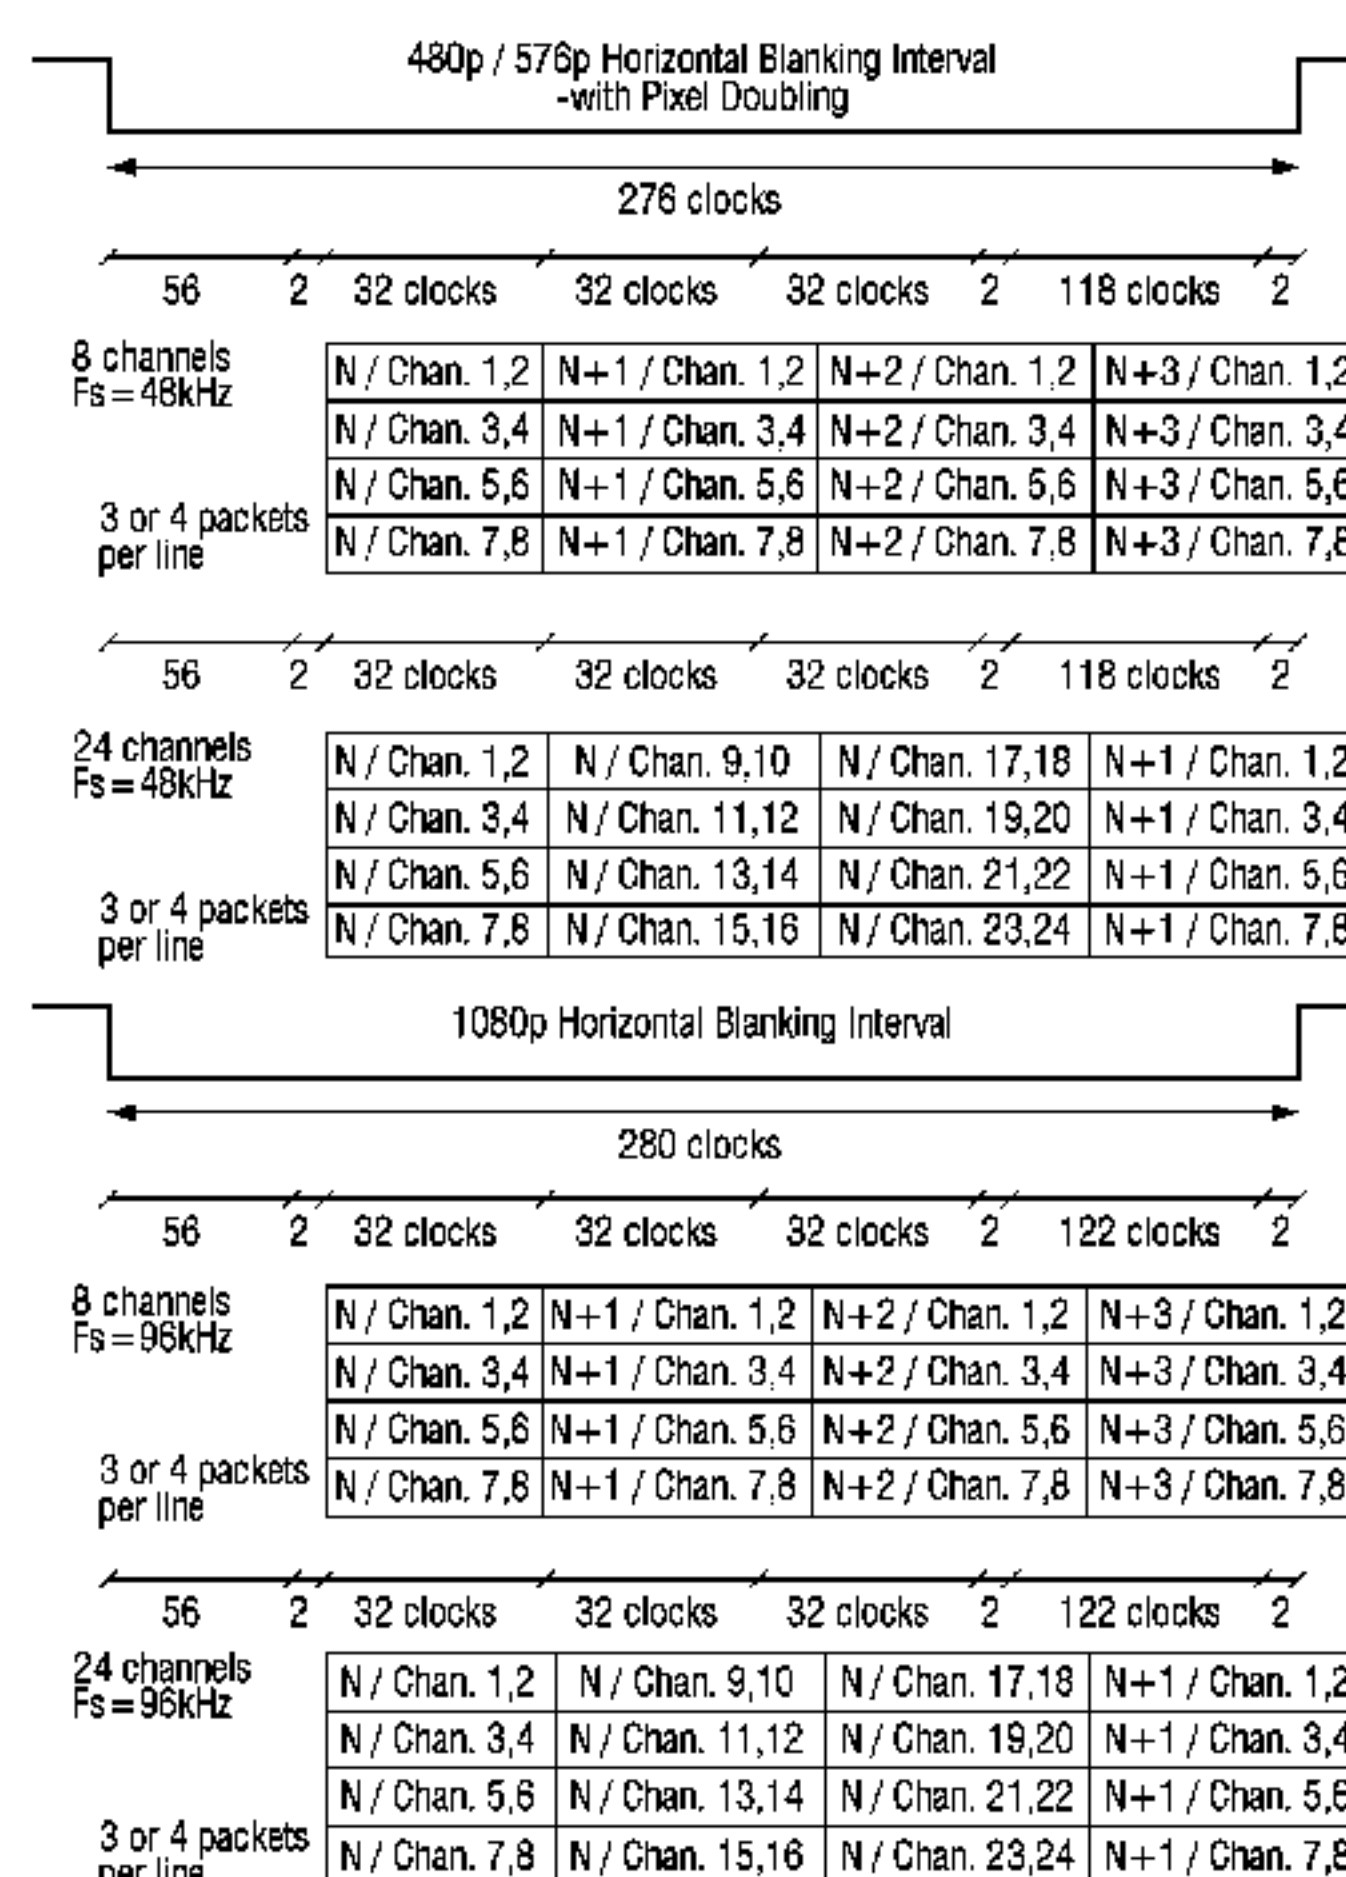 480p / 576p Horizontal Blanking Interval
-with Pixel Doubling
276 clocks
56 2 32 clocks 32 clocks 32 clocks 2 118 clocks 2
8 channels
Fs=48kHz
3 or 4 packets
per line
N / Chan. 1,2 N+1 / Chan. 1,2 N+2 / Chan. 1,2 N+3 / Chan. 1,2
N / Chan. 3,4 N+1 / Chan. 3,4 N+2 / Chan. 3,4 N+3 / Chan. 3,4
N / Chan. 5,6 N+1 / Chan. 5,6 N+2 / Chan. 5,6 N+3 / Chan. 5,6
N / Chan. 7,8 N+1 / Chan. 7,8 N+2 / Chan. 7,8 N+3 / Chan. 7,8
56 2 32 clocks 32 clocks 32 clocks 2 118 clocks 2
24 channels
Fs=48kHz
3 or 4 packets
per line
N / Chan. 1,2 N / Chan. 9,10 N / Chan. 17,18 N+1 / Chan. 1,2
N / Chan. 3,4 N / Chan. 11,12 N / Chan. 19,20 N+1 / Chan. 3,4
N / Chan. 5,6 N / Chan. 13,14 N / Chan. 21,22 N+1 / Chan. 5,6
N / Chan. 7,8 N / Chan. 15,16 N / Chan. 23,24 N+1 / Chan. 7,8
1080p Horizontal Blanking Interval
280 clocks
56 2 32 clocks 32 clocks 32 clocks 2 122 clocks 2
8 channels
Fs=96kHz
3 or 4 packets
per line
N / Chan. 1,2 N+1 / Chan. 1,2 N+2 / Chan. 1,2 N+3 / Chan. 1,2
N / Chan. 3,4 N+1 / Chan. 3,4 N+2 / Chan. 3,4 N+3 / Chan. 3,4
N / Chan. 5,6 N+1 / Chan. 5,6 N+2 / Chan. 5,6 N+3 / Chan. 5,6
N / Chan. 7,8 N+1 / Chan. 7,8 N+2 / Chan. 7,8 N+3 / Chan. 7,8
56 2 32 clocks 32 clocks 32 clocks 2 122 clocks 2
24 channels
Fs=96kHz
3 or 4 packets
per line
N / Chan. 1,2 N / Chan. 9,10 N / Chan. 17,18 N+1 / Chan. 1,2
N / Chan. 3,4 N / Chan. 11,12 N / Chan. 19,20 N+1 / Chan. 3,4
N / Chan. 5,6 N / Chan. 13,14 N / Chan. 21,22 N+1 / Chan. 5,6
N / Chan. 7,8 N / Chan. 15,16 N / Chan. 23,24 N+1 / Chan. 7,8